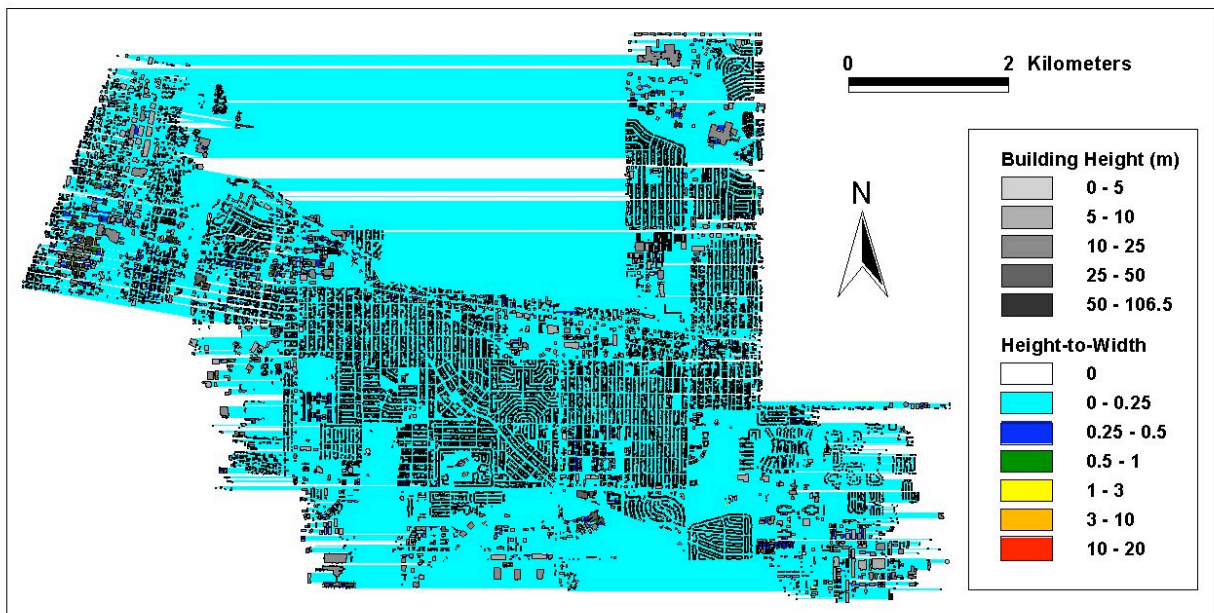 0 2 Kilometers
N
Building Height (m)
0 - 5
5 - 10
10 - 25
25 - 50
50 - 106.5
Height-to-Width
0
0 - 0.25
0.25 - 0.5
0.5 - 1
1 - 3
3 - 10
10 - 20